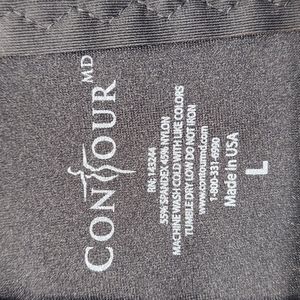 CONTOUR MD
RN: 143244
55% SPANDEX 45% NYLON
MACHINE WASH COLD WITH LIKE COLORS
TUMBLE DRY LOW DO NOT IRON
www.contourmd.com
1-800-331-6990
Made In USA
L